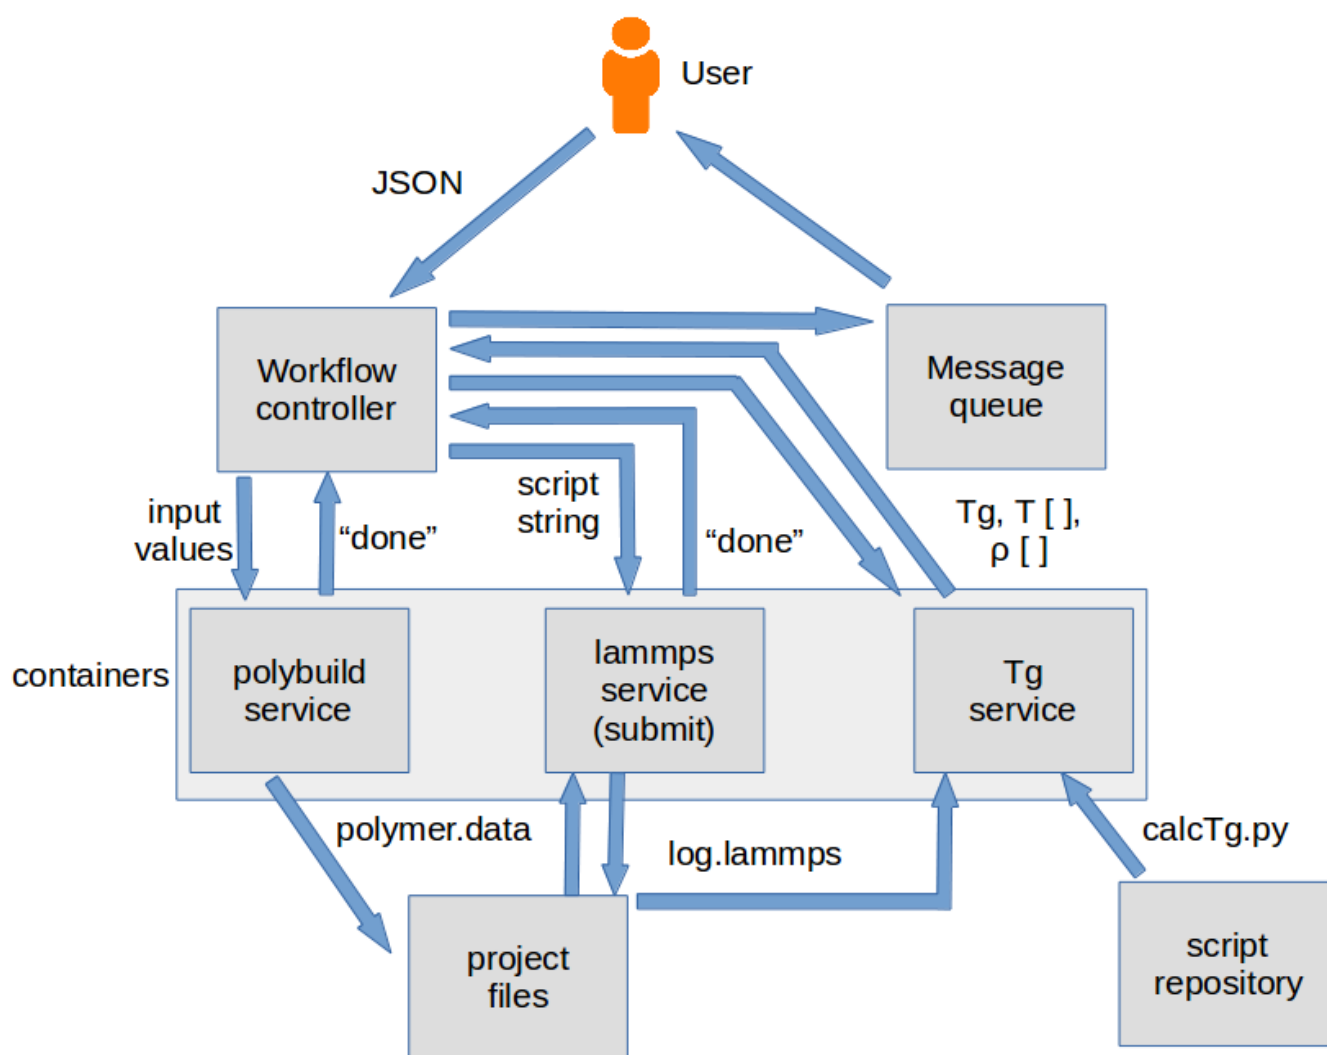 User
JSON
Workflow
controller
Message
queue
input
values
“done”
script
string
“done”
Tg, T [ ],
ρ [ ]
containers
polybuild
service
lammps
service
(submit)
Tg
service
polymer.data
log.lammps
calcTg.py
project
files
script
repository